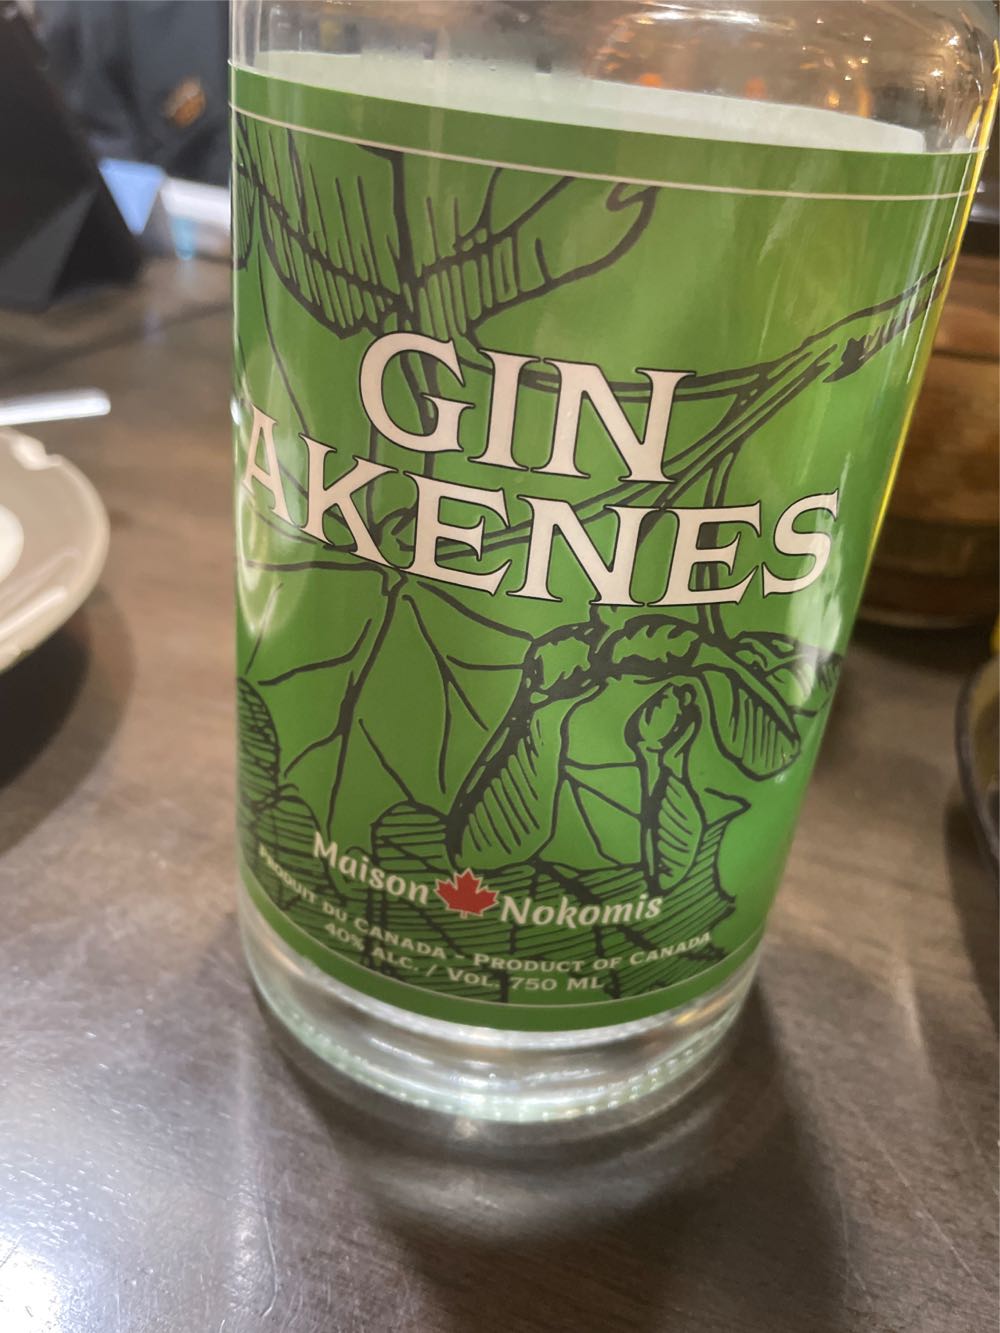 GIN
AKENES
Maison Nokomis
PRODUIT DU CANADA - PRODUCT OF CANADA
40% ALC. / VOL. 750 ML